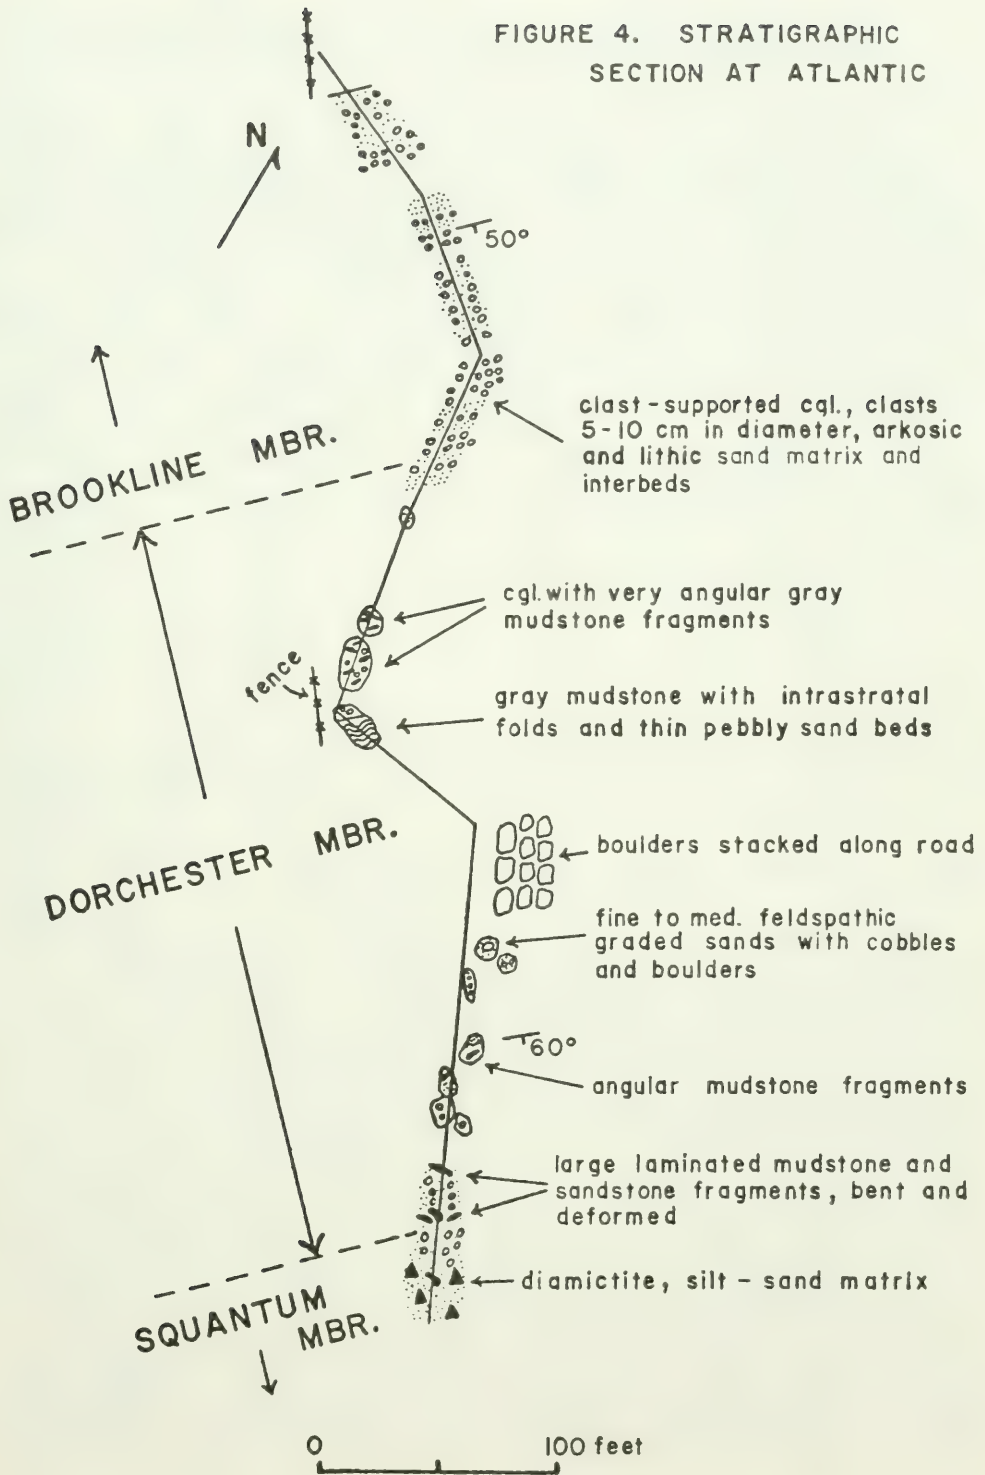 FIGURE 4. STRATIGRAPHIC
SECTION AT ATLANTIC
N
50°
clast-supported cgl., clasts
5-10 cm in diameter, arkosic
and lithic sand matrix and
interbeds
BROOKLINE MBR.
cgl. with very angular gray
mudstone fragments
fence
gray mudstone with intrastratal
folds and thin pebbly sand beds
DORCHESTER MBR.
boulders stacked along road
fine to med. feldspathic
graded sands with cobbles
and boulders
60°
angular mudstone fragments
large laminated mudstone and
sandstone fragments, bent and
deformed
diamictite, silt-sand matrix
SQUANTUM
MBR.
0 100 feet